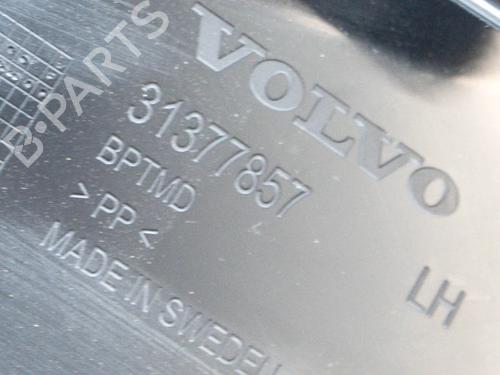 VOLVO
31377857
BPTMD
>PP<
LH
MADE IN SWEDEN
B-PARTS